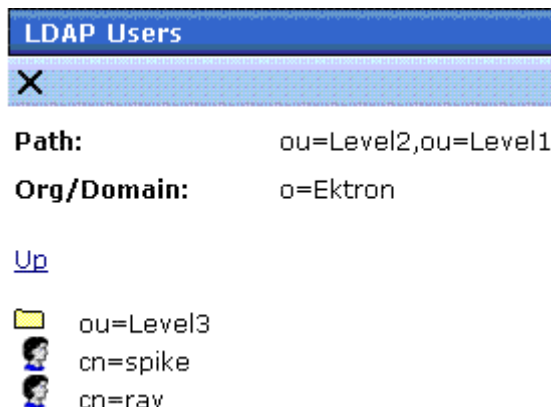 LDAP Users
Path: ou=Level2,ou=Level1
Org/Domain: o=Ektron
Up
ou=Level3
cn=spike
cn=ray